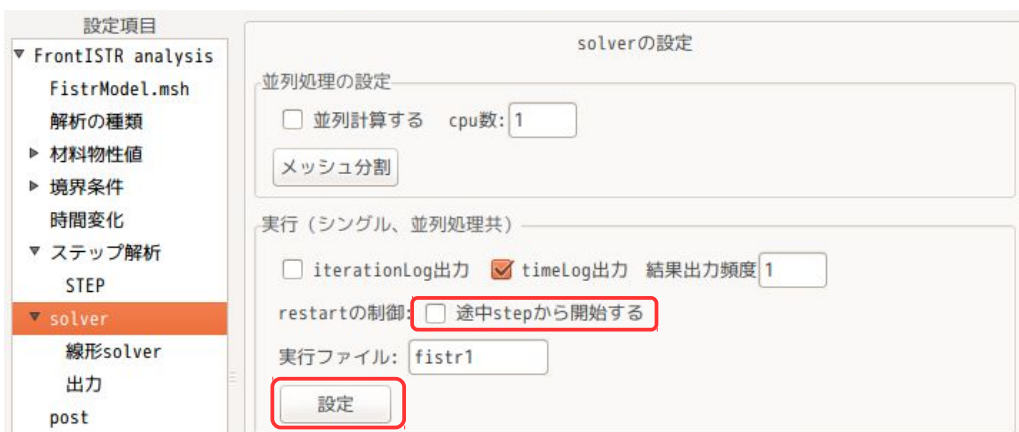 設定項目
▼ FrontISTR analysis
FistrModel.msh
解析の種類
▶ 材料物性値
▶ 境界条件
時間変化
▼ ステップ解析
STEP
▼ solver
線形solver
出力
post
solverの設定
並列処理の設定
並列計算する cpu数: 1
メッシュ分割
実行(シングル、並列処理共)
iterationLog出力 timeLog出力 結果出力頻度 1
restartの制御: 途中stepから開始する
実行ファイル: fistr1
設定